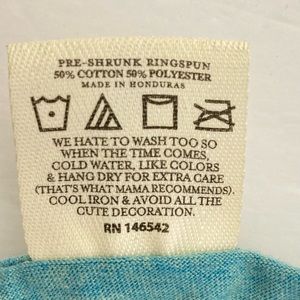 PRE-SHRUNK RINGSPUN
50% COTTON 50% POLYESTER
MADE IN HONDURAS
WE HATE TO WASH TOO SO
WHEN THE TIME COMES,
COLD WATER, LIKE COLORS
& HANG DRY FOR EXTRA CARE
(THAT'S WHAT MAMA RECOMMENDS).
COOL IRON & AVOID ALL THE
CUTE DECORATION.
RN 146542